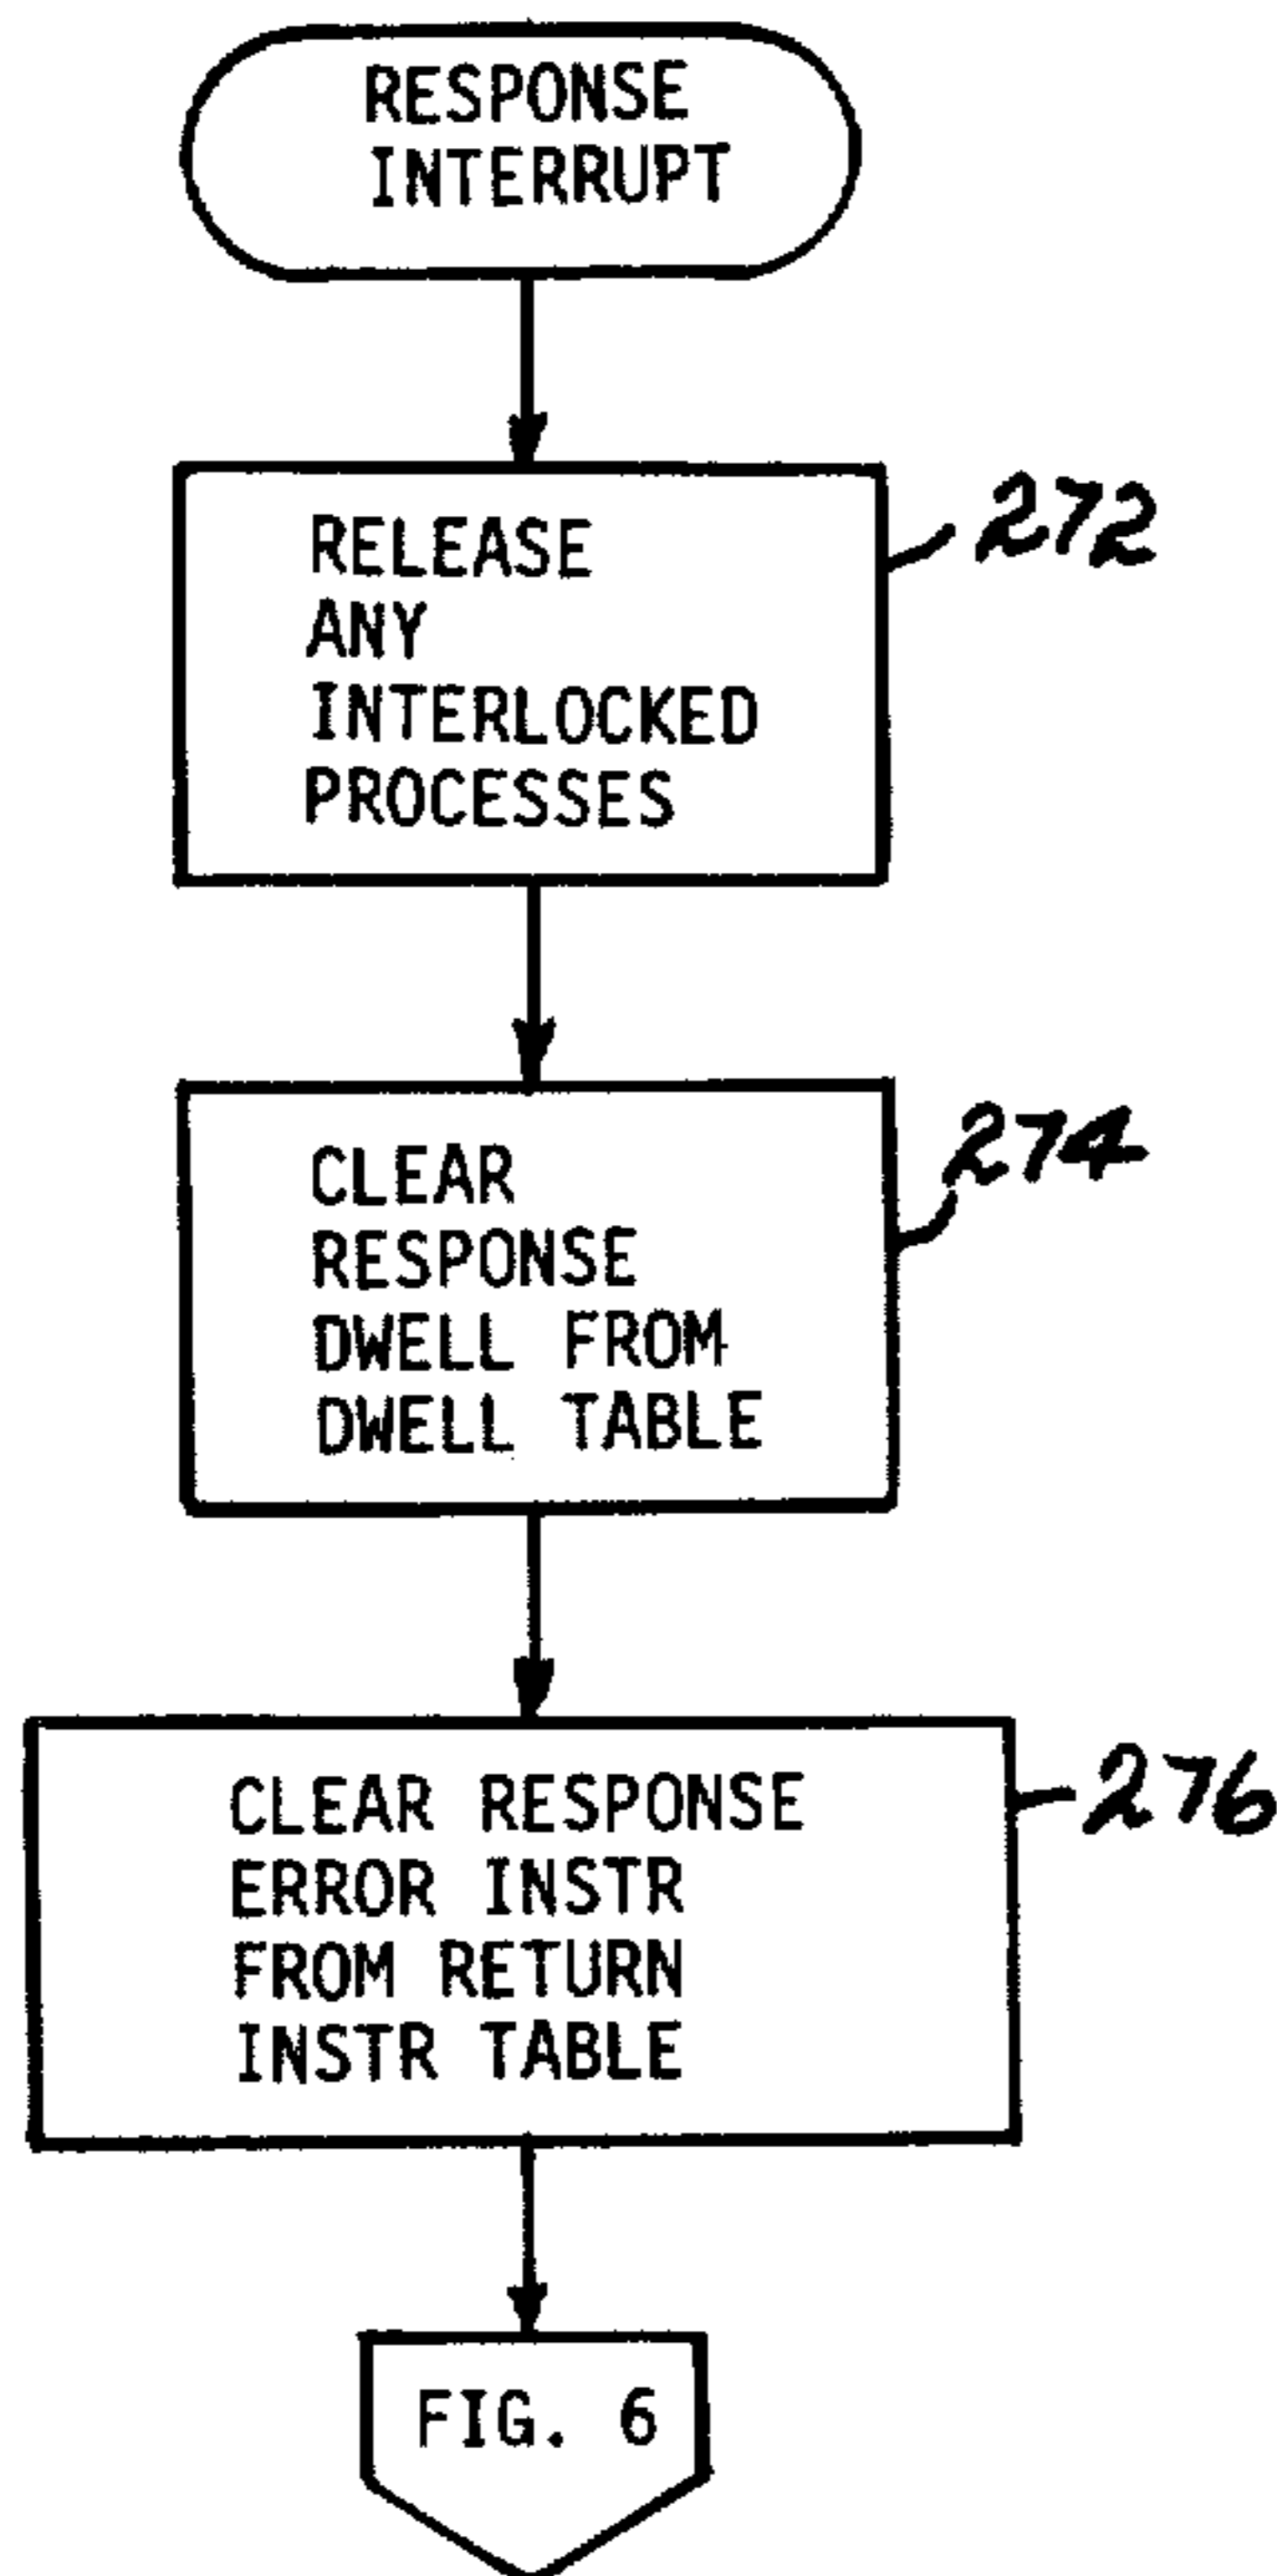 RESPONSE
INTERRUPT
RELEASE
ANY
INTERLOCKED
PROCESSES
272
CLEAR
RESPONSE
DWELL FROM
DWELL TABLE
274
CLEAR RESPONSE
ERROR INSTR
FROM RETURN
INSTR TABLE
276
FIG. 6